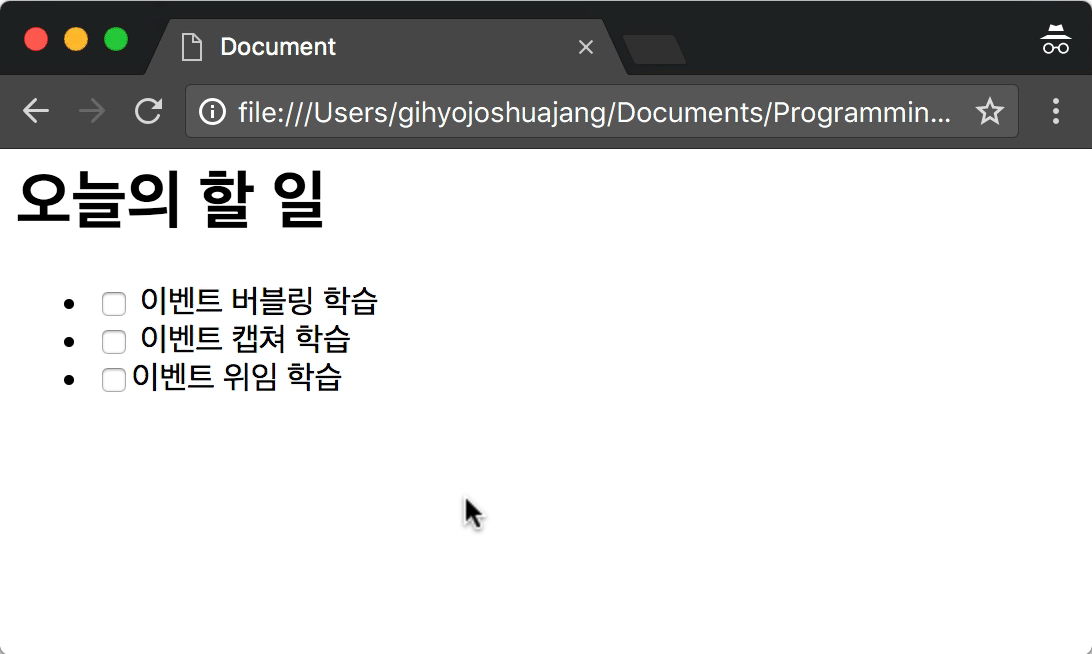 Document
file:///Users/gihyojoshuajang/Documents/Programmin...
오늘의 할 일
이벤트 버블링 학습
이벤트 캡쳐 학습
이벤트 위임 학습